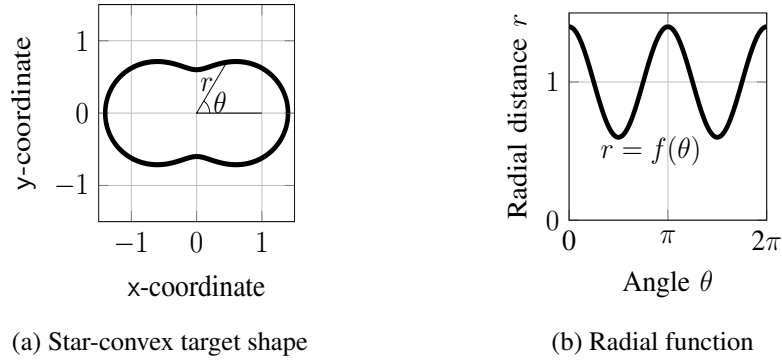 y-coordinate
1
0
−1
r
θ
−1 0 1
x-coordinate
(a) Star-convex target shape
Radial distance r
1
0
r = f(θ)
0 π 2π
Angle θ
(b) Radial function